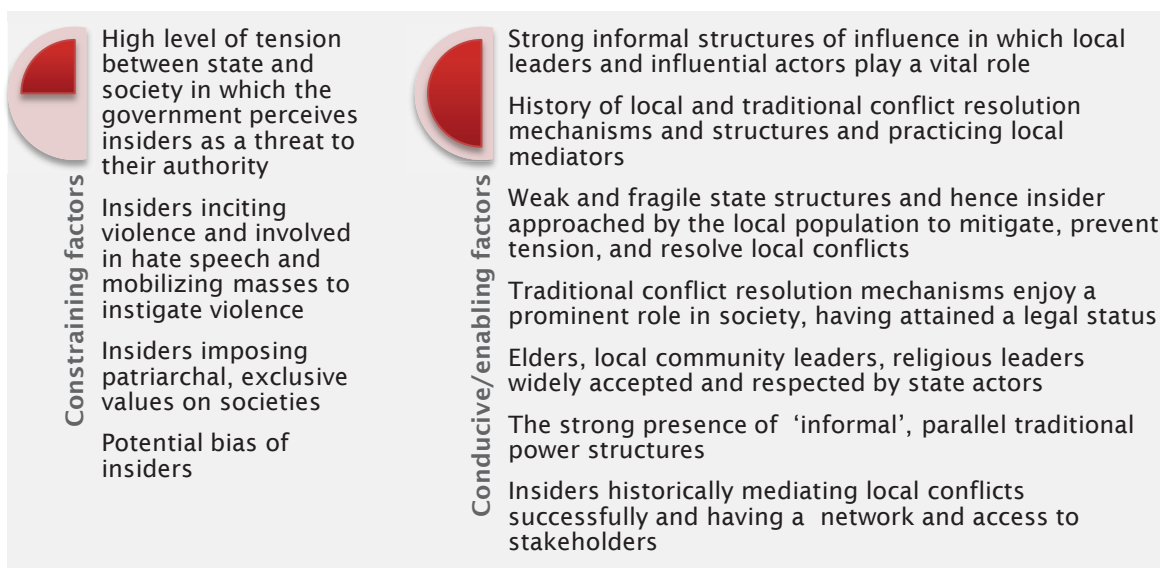 Constraining factors
High level of tension
between state and
society in which the
government perceives
insiders as a threat to
their authority
Insiders inciting
violence and involved
in hate speech and
mobilizing masses to
instigate violence
Insiders imposing
patriarchal, exclusive
values on societies
Potential bias of
insiders
Conducive/enabling factors
Strong informal structures of influence in which local
leaders and influential actors play a vital role
History of local and traditional conflict resolution
mechanisms and structures and practicing local
mediators
Weak and fragile state structures and hence insider
approached by the local population to mitigate, prevent
tension, and resolve local conflicts
Traditional conflict resolution mechanisms enjoy a
prominent role in society, having attained a legal status
Elders, local community leaders, religious leaders
widely accepted and respected by state actors
The strong presence of ‘informal’, parallel traditional
power structures
Insiders historically mediating local conflicts
successfully and having a network and access to
stakeholders